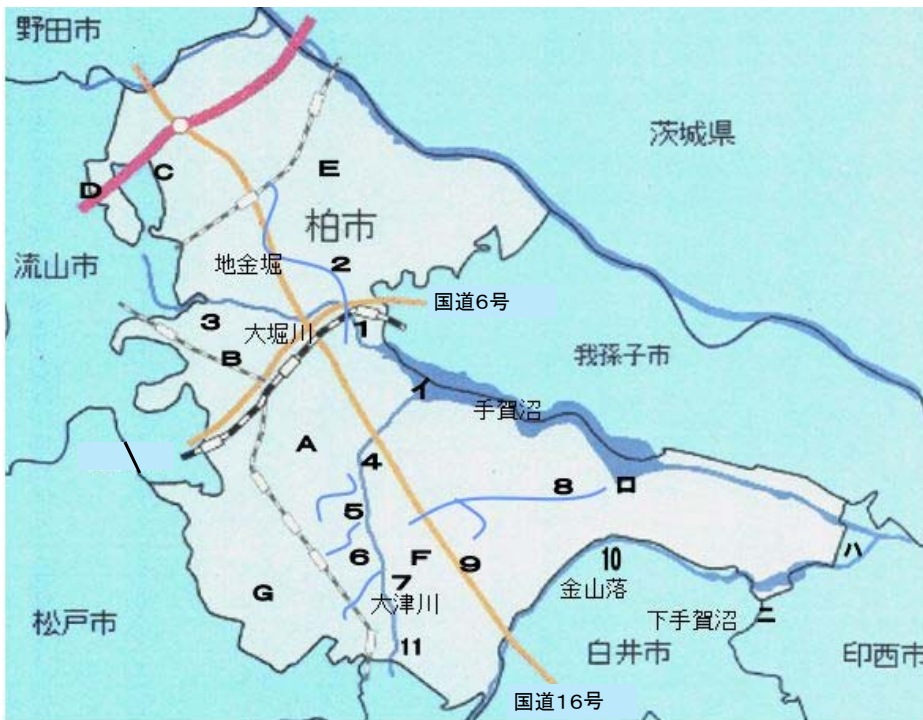 野田市
茨城県
D
C
E
柏市
流山市
地金堀
2
国道6号
3
大堀川
1
B
我孫子市
イ
手賀沼
A
4
8
ロ
5
6
F
9
10
ハ
7
金山落
G
大津川
ニ
下手賀沼
松戸市
11
白井市
印西市
国道16号